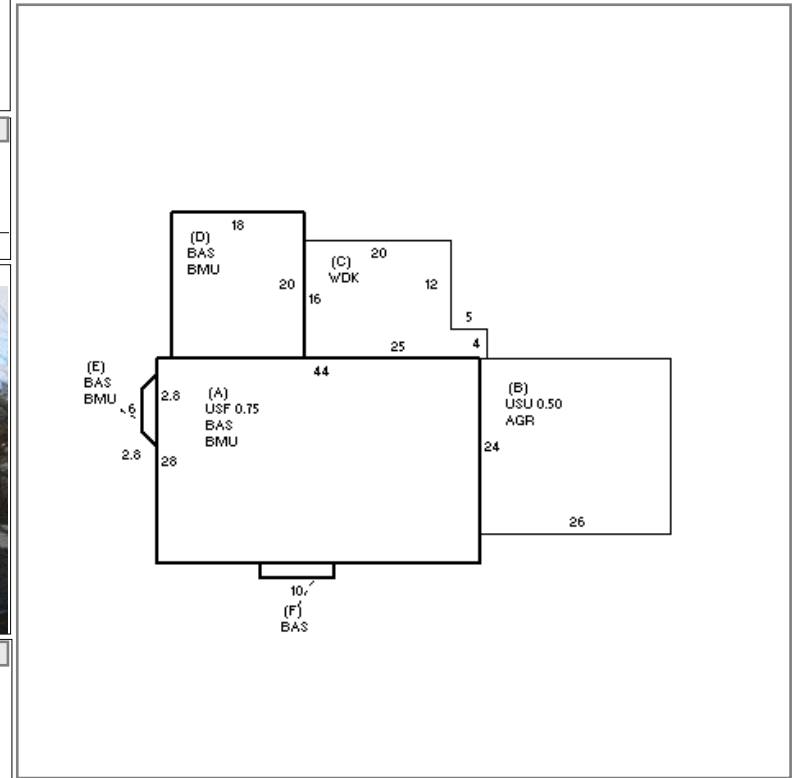 18
(D)
BAS
BMU
20
20
(C)
WDK
16
12
5
4
25
(E)
BAS
BMU
6
2.8
2.8
44
(A)
USF 0.75
BAS
BMU
28
(B)
USU 0.50
AGR
24
26
10
(F)
BAS